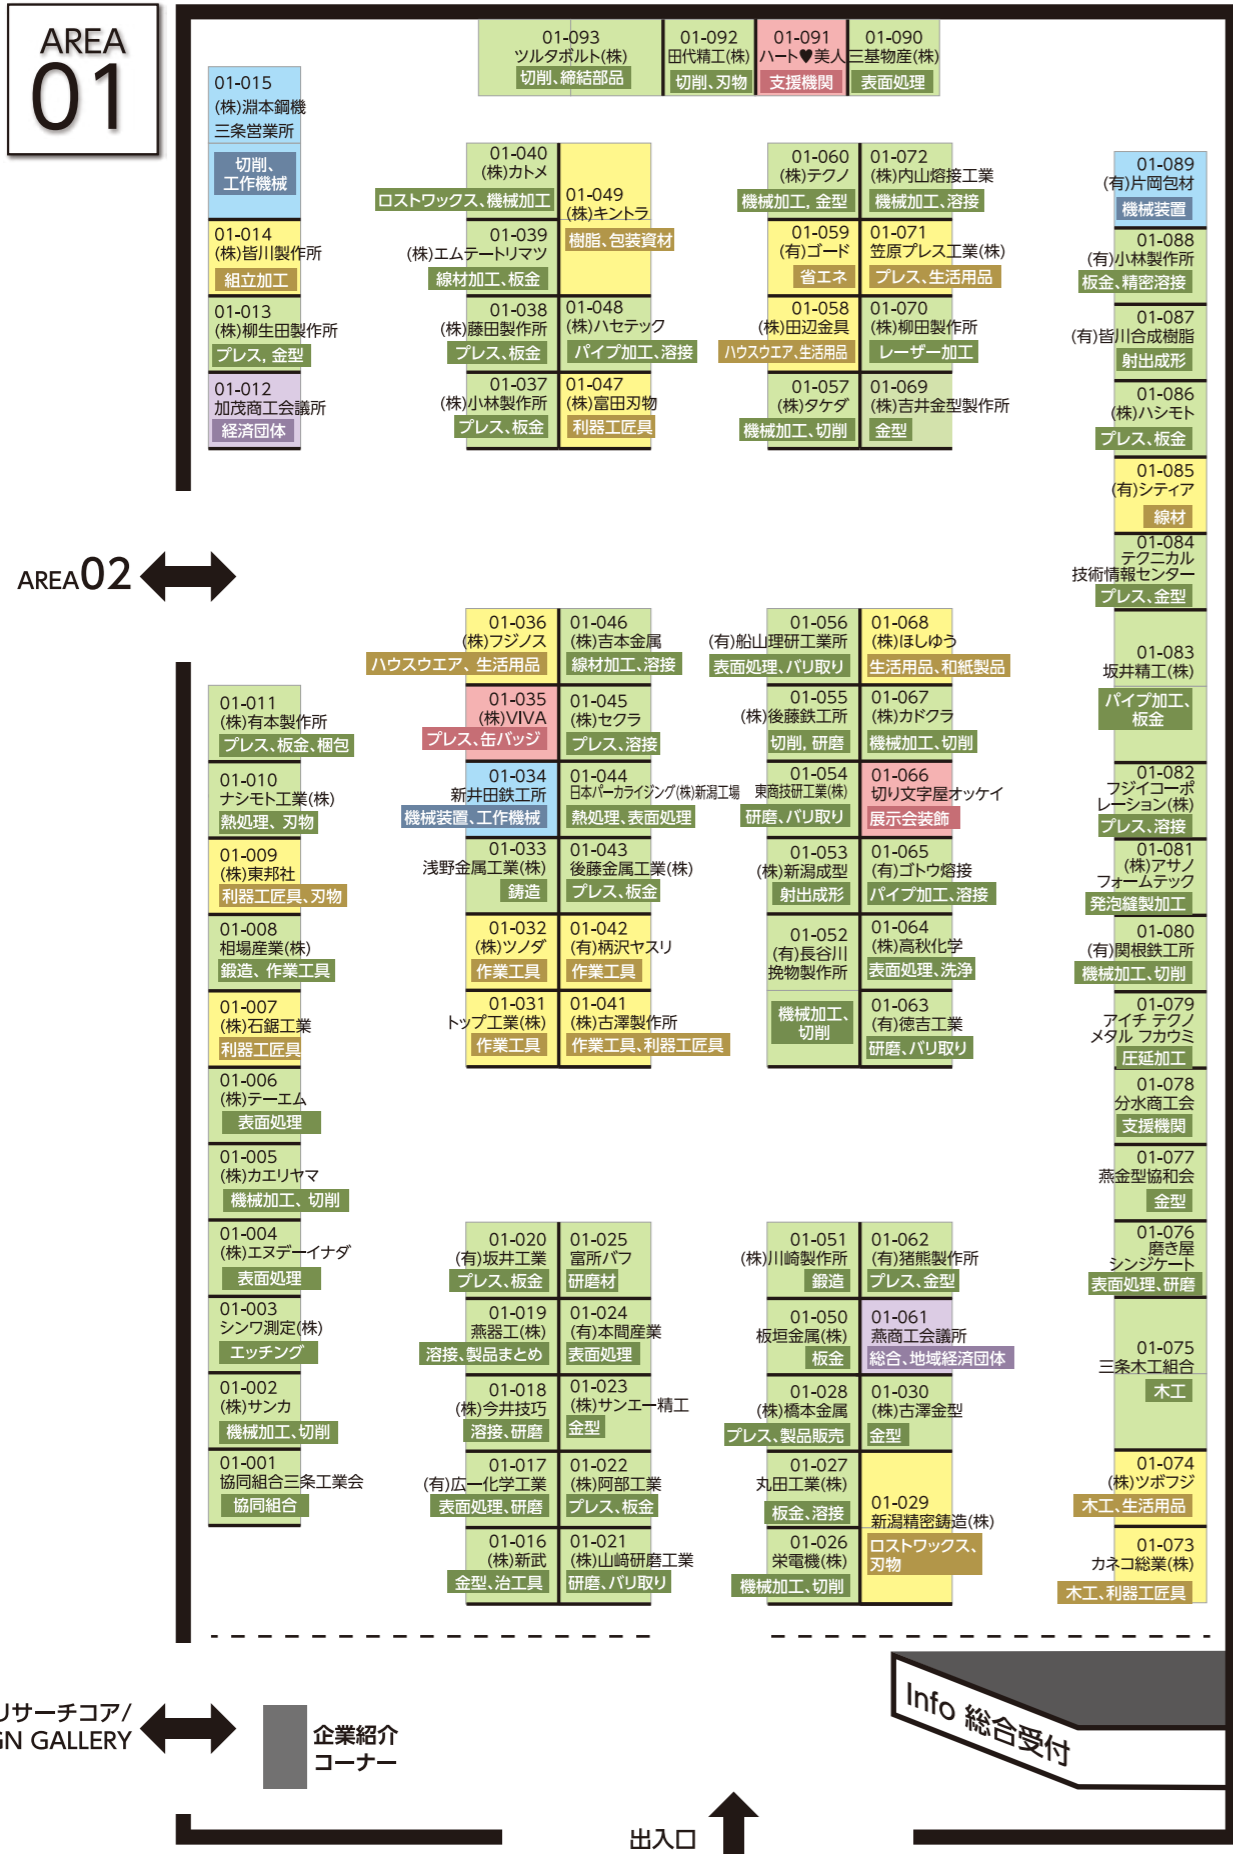 AREA
01
01-093
ツルタボルト(株)
切削、締結部品
01-092
田代精工(株)
切削、刃物
01-091
ハート♥美人
支援機関
01-090
三基物産(株)
表面処理
01-015
(株)淵本鋼機
三条営業所
切削、
工作機械
01-014
(株)皆川製作所
組立加工
01-013
(株)柳生田製作所
プレス, 金型
01-012
加茂商工会議所
経済団体
01-040
(株)カトメ
ロストワックス、機械加工
01-039
(株)エムテートリマツ
線材加工、板金
01-038
(株)藤田製作所
プレス、板金
01-037
(株)小林製作所
プレス、板金
01-049
(株)キントラ
樹脂、包装資材
01-048
(株)ハセテック
パイプ加工、溶接
01-047
(株)富田刃物
利器工匠具
01-060
(株)テクノ
機械加工, 金型
01-059
(有)ゴード
省エネ
01-058
(株)田辺金具
ハウスウエア、生活用品
01-057
(株)タケダ
機械加工、切削
01-072
(株)内山熔接工業
機械加工、溶接
01-071
笠原プレス工業(株)
プレス、生活用品
01-070
(株)柳田製作所
レーザー加工
01-069
(株)吉井金型製作所
金型
01-089
(有)片岡包材
機械装置
01-088
(有)小林製作所
板金、精密溶接
01-087
(有)皆川合成樹脂
射出成形
01-086
(株)ハシモト
プレス、板金
01-085
(有)シティア
線材
01-084
テクニカル
技術情報センター
プレス、金型
01-083
坂井精工(株)
パイプ加工、
板金
01-082
フジイコーポ
レーション(株)
プレス、溶接
01-081
(株)アサノ
フォームテック
発泡縫製加工
01-080
(有)関根鉄工所
機械加工、切削
01-079
アイチ テクノ
メタル フカウミ
圧延加工
01-078
分水商工会
支援機関
01-077
燕金型協和会
金型
01-076
磨き屋
シンジケート
表面処理、研磨
01-075
三条木工組合
木工
01-074
(株)ツボフジ
木工、生活用品
01-073
カネコ総業(株)
木工、利器工匠具
AREA02
01-011
(株)有本製作所
プレス、板金、梱包
01-010
ナシモト工業(株)
熱処理、刃物
01-009
(株)東邦社
利器工匠具、刃物
01-008
相場産業(株)
鍛造、作業工具
01-007
(株)石鋸工業
利器工匠具
01-006
(株)テーエム
表面処理
01-005
(株)カエリヤマ
機械加工、切削
01-004
(株)エヌデーイナダ
表面処理
01-003
シンワ測定(株)
エッチング
01-002
(株)サンカ
機械加工、切削
01-001
協同組合三条工業会
協同組合
01-036
(株)フジノス
ハウスウエア、生活用品
01-035
(株)VIVA
プレス、缶バッジ
01-034
新井田鉄工所
機械装置、工作機械
01-033
浅野金属工業(株)
鋳造
01-032
(株)ツノダ
作業工具
01-031
トップ工業(株)
作業工具
01-046
(株)吉本金属
線材加工、溶接
01-045
(株)セクラ
プレス、溶接
01-044
日本パーカライジング(株)新潟工場
熱処理、表面処理
01-043
後藤金属工業(株)
プレス、板金
01-042
(有)柄沢ヤスリ
作業工具
01-041
(株)古澤製作所
作業工具、利器工匠具
01-056
(有)船山理研工業所
表面処理、バリ取り
01-055
(株)後藤鉄工所
切削, 研磨
01-054
東商技研工業(株)
研磨、バリ取り
01-053
(株)新潟成型
射出成形
01-052
(有)長谷川
挽物製作所
機械加工、
切削
01-068
(株)ほしゆう
生活用品、和紙製品
01-067
(株)カドクラ
機械加工、切削
01-066
切り文字屋オッケイ
展示会装飾
01-065
(有)ゴトウ熔接
パイプ加工、溶接
01-064
(株)高秋化学
表面処理、洗浄
01-063
(有)徳吉工業
研磨、バリ取り
01-020
(有)坂井工業
プレス、板金
01-019
燕器工(株)
溶接、製品まとめ
01-018
(株)今井技巧
溶接、研磨
01-017
(有)広一化学工業
表面処理、研磨
01-016
(株)新武
金型、治工具
01-025
富所バフ
研磨材
01-024
(有)本間産業
表面処理
01-023
(株)サンエー精工
金型
01-022
(株)阿部工業
プレス、板金
01-021
(株)山﨑研磨工業
研磨、バリ取り
01-051
(株)川崎製作所
鍛造
01-050
板垣金属(株)
板金
01-028
(株)橋本金属
プレス、製品販売
01-027
丸田工業(株)
板金、溶接
01-026
栄電機(株)
機械加工、切削
01-062
(有)猪熊製作所
プレス、金型
01-061
燕商工会議所
総合、地域経済団体
01-030
(株)古澤金型
金型
01-029
新潟精密鋳造(株)
ロストワックス、
刃物
リサーチコア/
GN GALLERY
企業紹介
コーナー
Info 総合受付
出入口